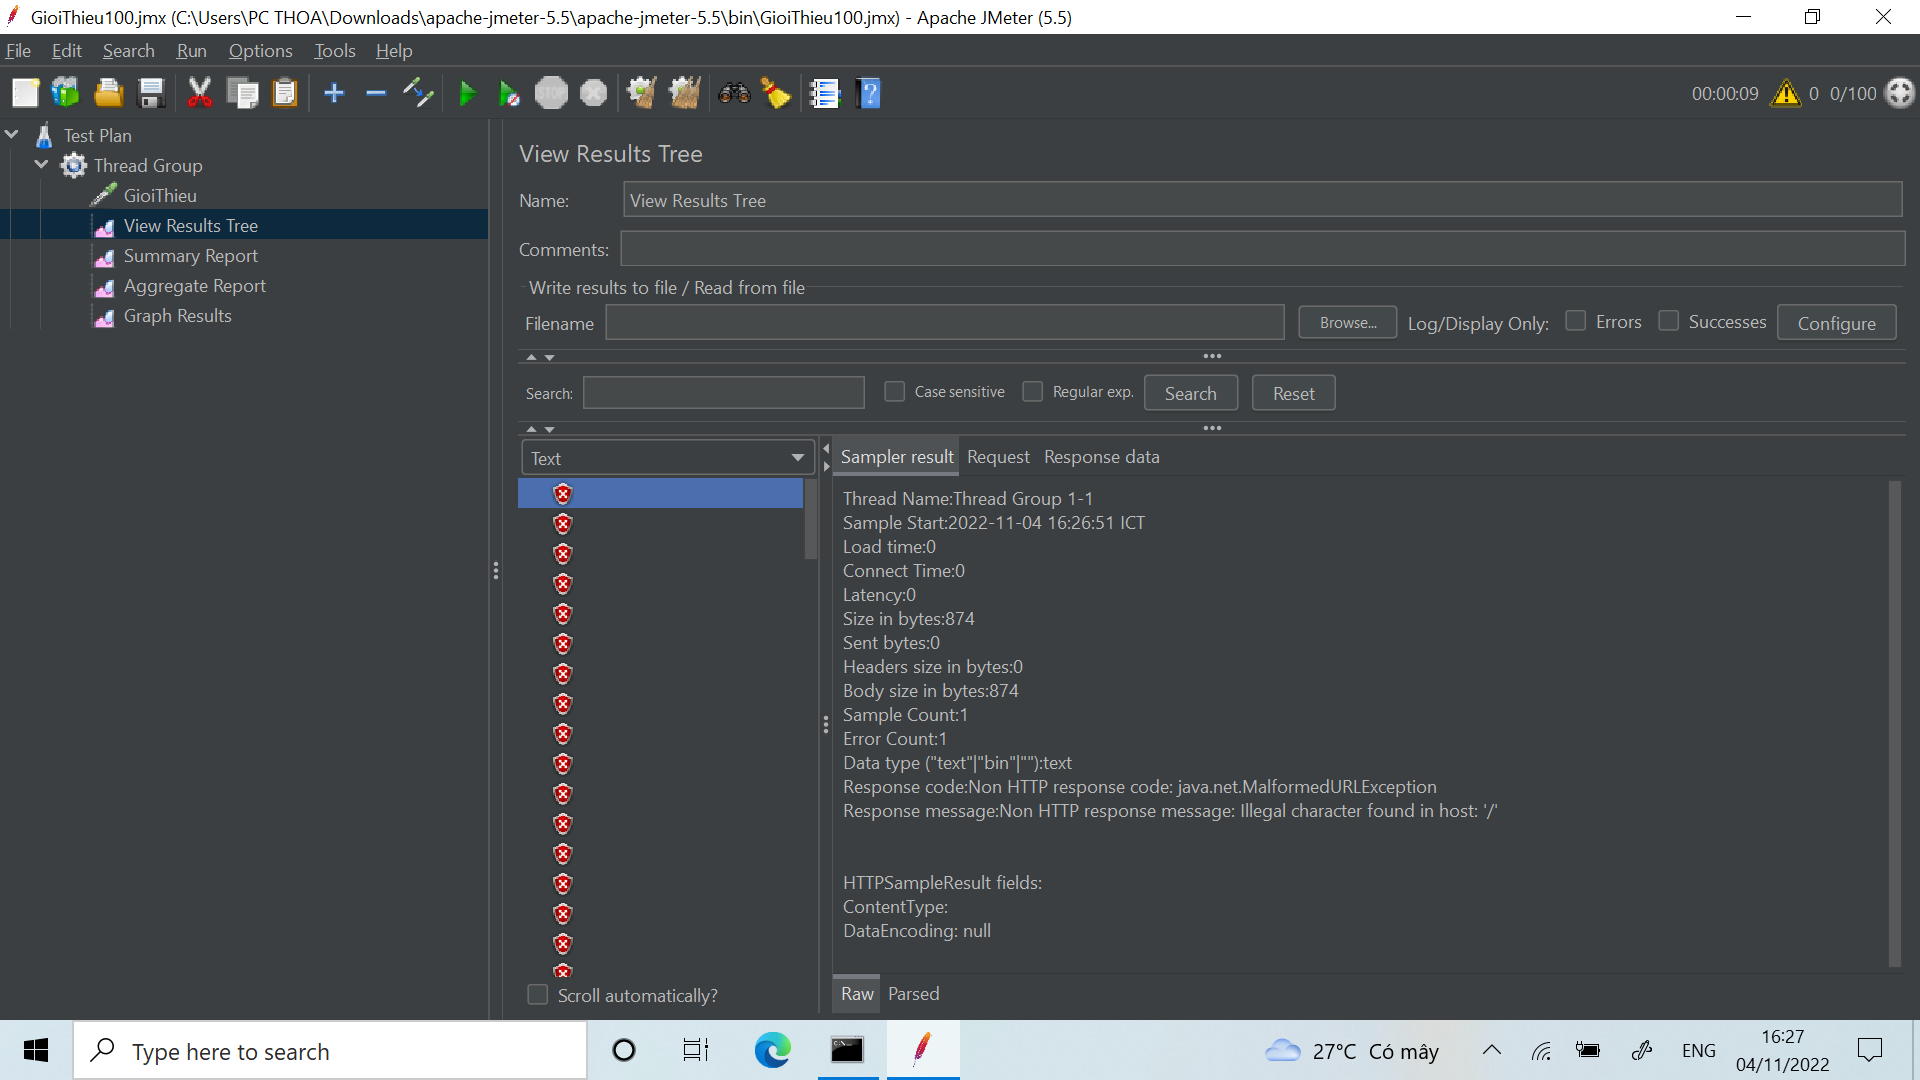 GioiThieu100.jmx (C:\Users\PC THOA\Downloads\apache-jmeter-5.5\apache-jmeter-5.5\bin\GioiThieu100.jmx) - Apache JMeter (5.5)
File Edit Search Run Options Tools Help
STOP 00:00:09 0 0/100
Test Plan
Thread Group
GioiThieu
View Results Tree
Summary Report
Aggregate Report
Graph Results
View Results Tree
Name: View Results Tree
Comments:
Write results to file / Read from file
Filename Browse... Log/Display Only: Errors Successes Configure
Search: Case sensitive Regular exp. Search Reset
Text
Sampler result Request Response data
Thread Name:Thread Group 1-1
Sample Start:2022-11-04 16:26:51 ICT
Load time:0
Connect Time:0
Latency:0
Size in bytes:874
Sent bytes:0
Headers size in bytes:0
Body size in bytes:874
Sample Count:1
Error Count:1
Data type ("text"|"bin"|""):text
Response code:Non HTTP response code: java.net.MalformedURLException
Response message:Non HTTP response message: Illegal character found in host: '/'
HTTPSampleResult fields:
ContentType:
DataEncoding: null
Scroll automatically?
Raw Parsed
Type here to search
27°C Có mây
ENG
16:27
04/11/2022